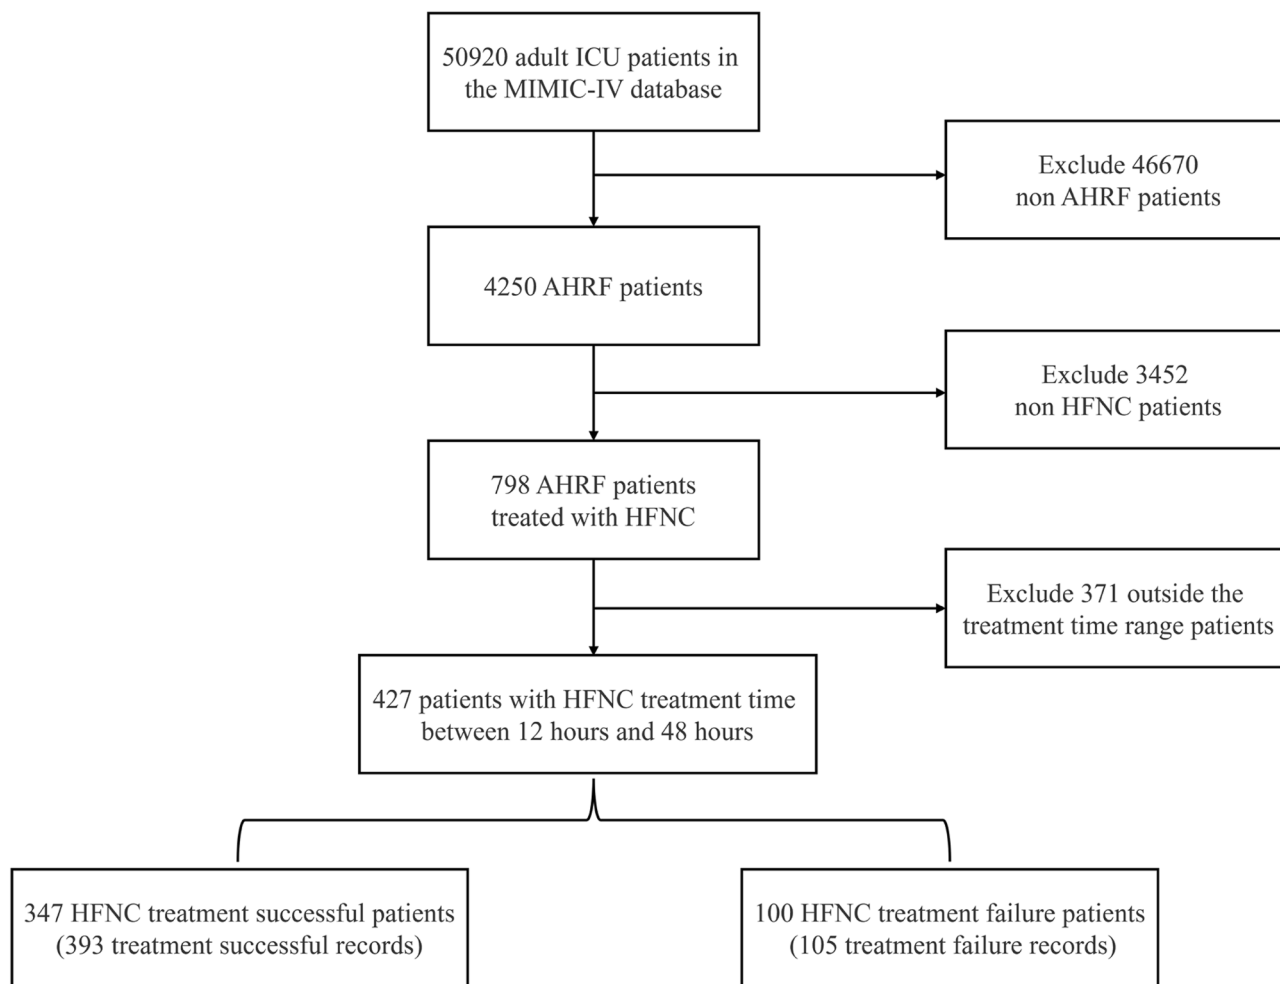 50920 adult ICU patients in
the MIMIC-IV database
Exclude 46670
non AHRF patients
4250 AHRF patients
Exclude 3452
non HFNC patients
798 AHRF patients
treated with HFNC
Exclude 371 outside the
treatment time range patients
427 patients with HFNC treatment time
between 12 hours and 48 hours
347 HFNC treatment successful patients
(393 treatment successful records)
100 HFNC treatment failure patients
(105 treatment failure records)